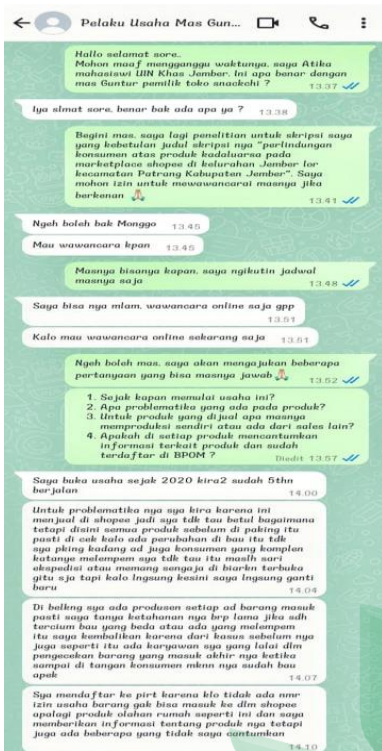 Pelaku Usaha Mas Gun...
Hallo selamat sore..
Mohon maaf mengganggu waktunya, saya Atika
mahasiswi UIN Khas Jember. Ini apa benar dengan
mas Guntur pemilik toko snackchi ?
13.37
Iya slmat sore, benar bak ada apa ya ?
13.38
Begini mas, saya lagi penelitian untuk skripsi saya
yang kebetulan judul skripsi nya "perlindungan
konsumen atas produk kadaluarsa pada
marketplace shopee di kelurahan Jember lor
kecamatan Patrang Kabupaten Jember". Saya
mohon izin untuk mewawancarai masnya jika
berkenan 🙏
13.41
Ngeh boleh bak Monggo
13.45
Mau wawancara kpan
13.45
Masnya bisanya kapan, saya ngikutin jadwal
masnya saja
13.48
Saya bisa nya mlam, wawancara online saja gpp
13.51
Kalo mau wawancara online sekarang saja
13.51
Ngeh boleh mas, saya akan mengajukan beberapa
pertanyaan yang bisa masnya jawab 🙏
13.52
1. Sejak kapan memulai usaha ini?
2. Apa problematika yang ada pada produk?
3. Untuk produk yang dijual apa masnya
memproduksi sendiri atau ada dari sales lain?
4. Apakah di setiap produk mencantumkan
informasi terkait produk dan sudah
terdaftar di BPOM ?
Diedit 13.57
Saya buka usaha sejak 2020 kira2 sudah 5thn
berjalan
14.00
Untuk problematika nya sya kira karena ini
menjual di shopee jadi sya tdk tau betul bagaimana
tetapi disini semua produk sebelum di paking itu
pasti di cek kalo ada perubahan di bau itu tdk
sya pking kadang ad juga konsumen yang komplen
katanye melempem sya tdk tau itu maslh sari
ekspedisi atau memang sengaja di biarkn terbuka
gitu sja tapi kalo lngsung kesini saya lngsung ganti
baru
14.04
Di belkng sya ada produsen setiap ad barang masuk
pasti saya tanya ketahanan nya brp lama jika sdh
tercium bau yang beda atau ada yang melempem
itu saya kembalikan karena dari kasus sebelum nya
juga seperti itu ada karyawan sya yang lalai dlm
pengecekan barang yang masuk akhir nya ketika
sampai di tangan konsumen mknn nya sudah bau
apek
14.07
Sya mendaftar ke pirt karena klo tidak ada nmr
izin usaha barang gak bisa masuk ke dlm shopee
apalagi produk olahan rumah seperti ini dan saya
memberikan informasi tentang produk nya tetapi
juga ada beberapa yang tidak saya cantumkan
14.10